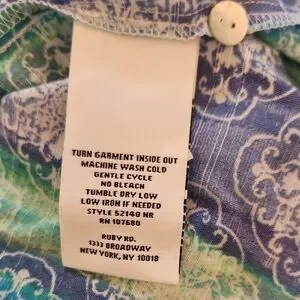 TURN GARMENT INSIDE OUT
MACHINE WASH COLD
GENTLE CYCLE
NO BLEACH
TUMBLE DRY LOW
LOW IRON IF NEEDED
STYLE 52140 NR
RN 107680
RUBY RD.
1333 BROADWAY
NEW YORK, NY 10018